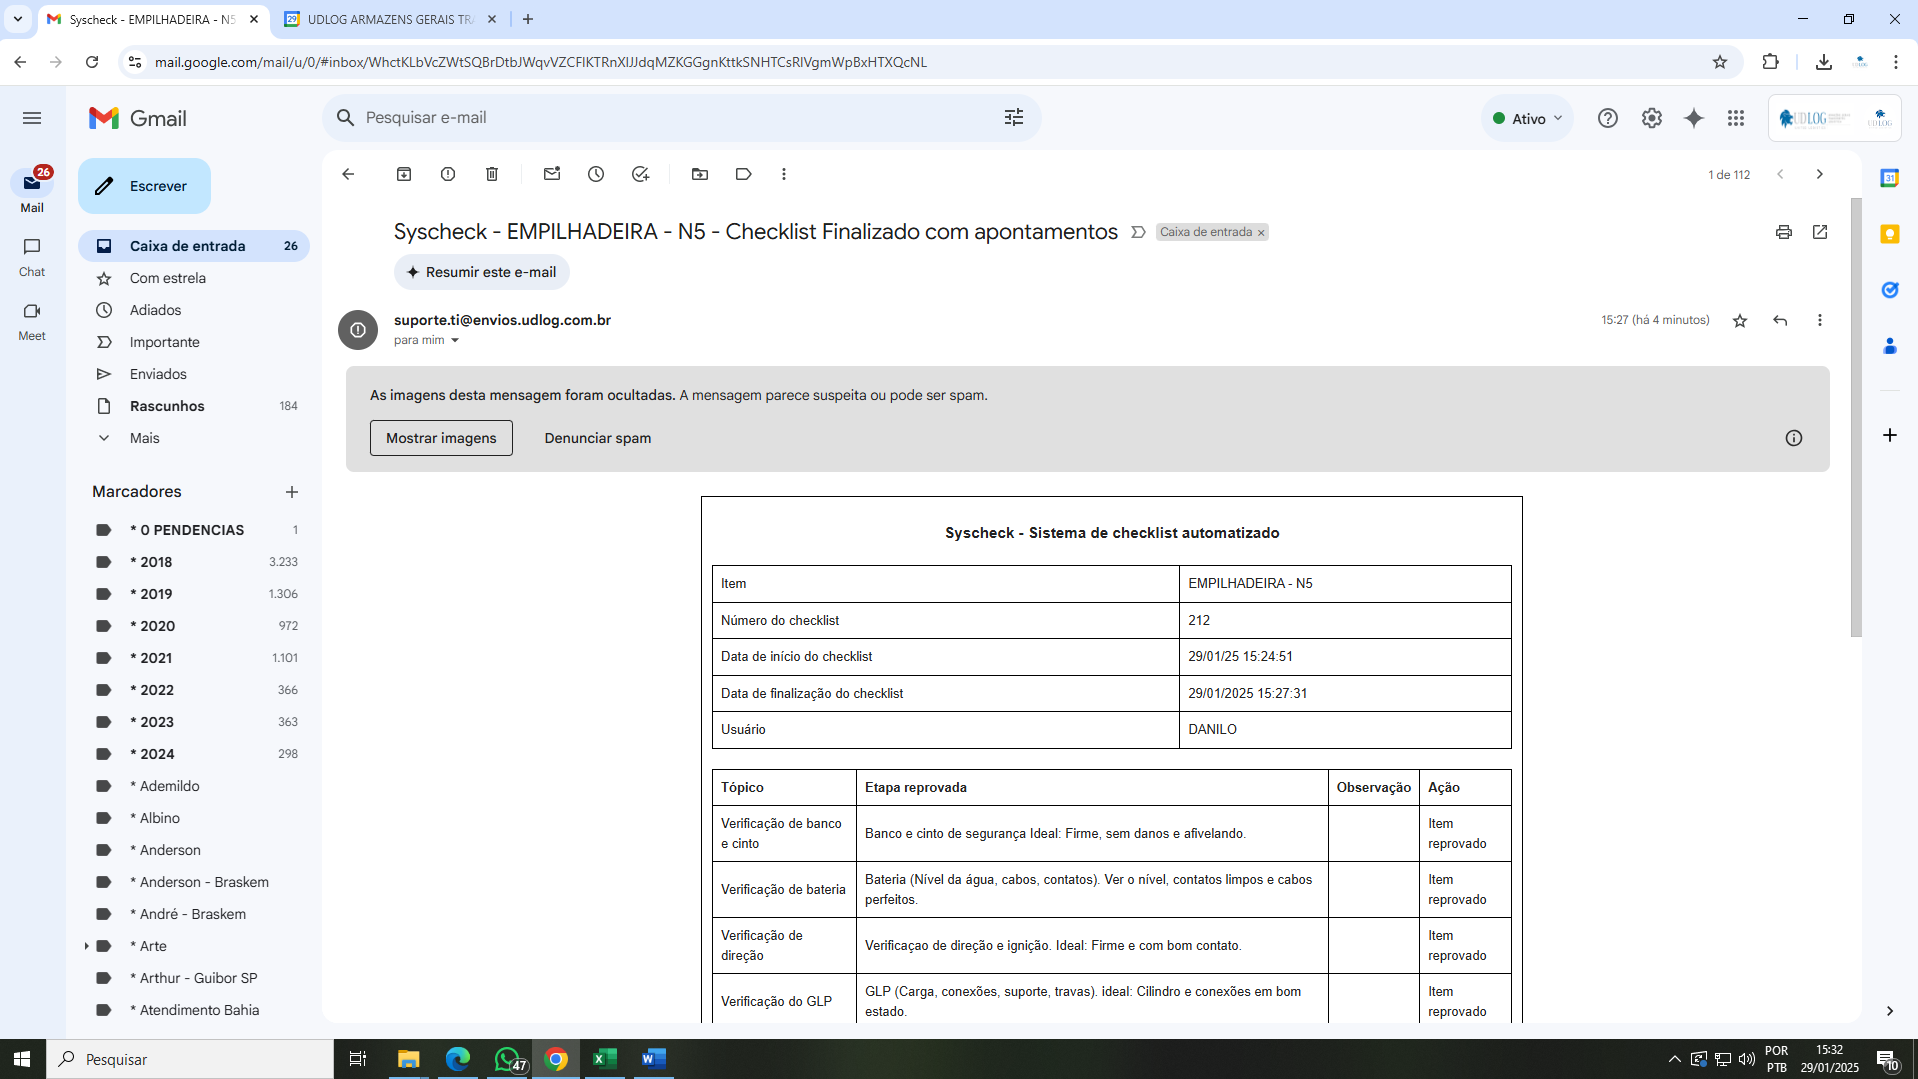 Syscheck - EMPILHADEIRA - N5
UDLOG ARMAZENS GERAIS TR
mail.google.com/mail/u/0/#inbox/WhctKLbVcZWtSQBrDtbJWqvVZCFlKTRnXlJJdqMZKGGgnKttkSNHTCsRlVgmWpBxHTXQcNL
Gmail
Pesquisar e-mail
Ativo
UDLOG
UDLOG
26
Mail
Chat
Meet
Escrever
Caixa de entrada 26
Com estrela
Adiados
Importante
Enviados
Rascunhos 184
Mais
Marcadores
* 0 PENDENCIAS 1
* 2018 3.233
* 2019 1.306
* 2020 972
* 2021 1.101
* 2022 366
* 2023 363
* 2024 298
* Ademildo
* Albino
* Anderson
* Anderson - Braskem
* André - Braskem
* Arte
* Arthur - Guibor SP
* Atendimento Bahia
1 de 112
Syscheck - EMPILHADEIRA - N5 - Checklist Finalizado com apontamentos
Caixa de entrada x
Resumir este e-mail
suporte.ti@envios.udlog.com.br
15:27 (há 4 minutos)
para mim
As imagens desta mensagem foram ocultadas. A mensagem parece suspeita ou pode ser spam.
Mostrar imagens
Denunciar spam
Syscheck - Sistema de checklist automatizado
Item EMPILHADEIRA - N5
Número do checklist 212
Data de início do checklist 29/01/25 15:24:51
Data de finalização do checklist 29/01/2025 15:27:31
Usuário DANILO
Tópico Etapa reprovada Observação Ação
Verificação de banco
e cinto
Banco e cinto de segurança Ideal: Firme, sem danos e afivelando.
Item
reprovado
Verificação de bateria
Bateria (Nível da água, cabos, contatos). Ver o nível, contatos limpos e cabos
perfeitos.
Item
reprovado
Verificação de
direção
Verificaçao de direção e ignição. Ideal: Firme e com bom contato.
Item
reprovado
Verificação do GLP
GLP (Carga, conexões, suporte, travas). ideal: Cilindro e conexões em bom
estado.
Item
reprovado
31
29
Pesquisar
47
POR
PTB
15:32
29/01/2025
10